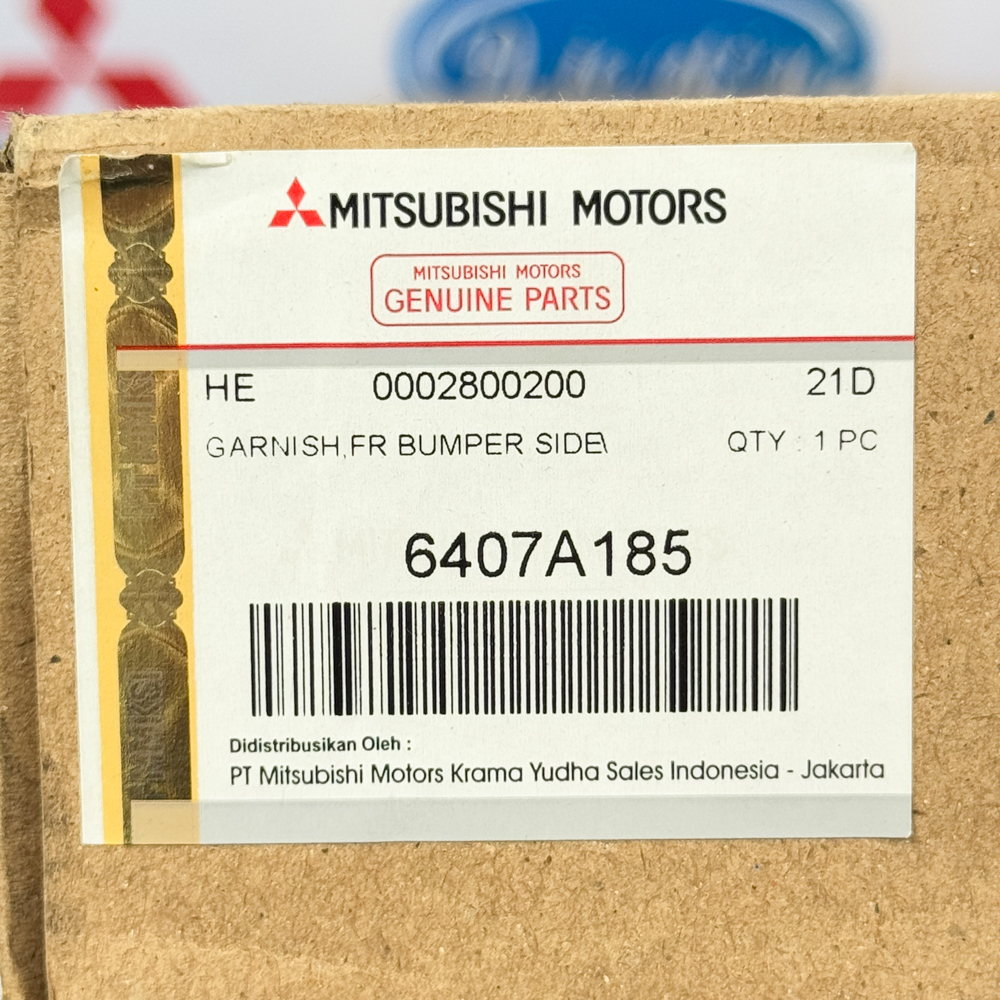 MITSUBISHI MOTORS
MITSUBISHI MOTORS
GENUINE PARTS
HE 0002800200 21D
GARNISH,FR BUMPER SIDE\
QTY : 1 PC
6407A185
Didistribusikan Oleh :
PT Mitsubishi Motors Krama Yudha Sales Indonesia - Jakarta